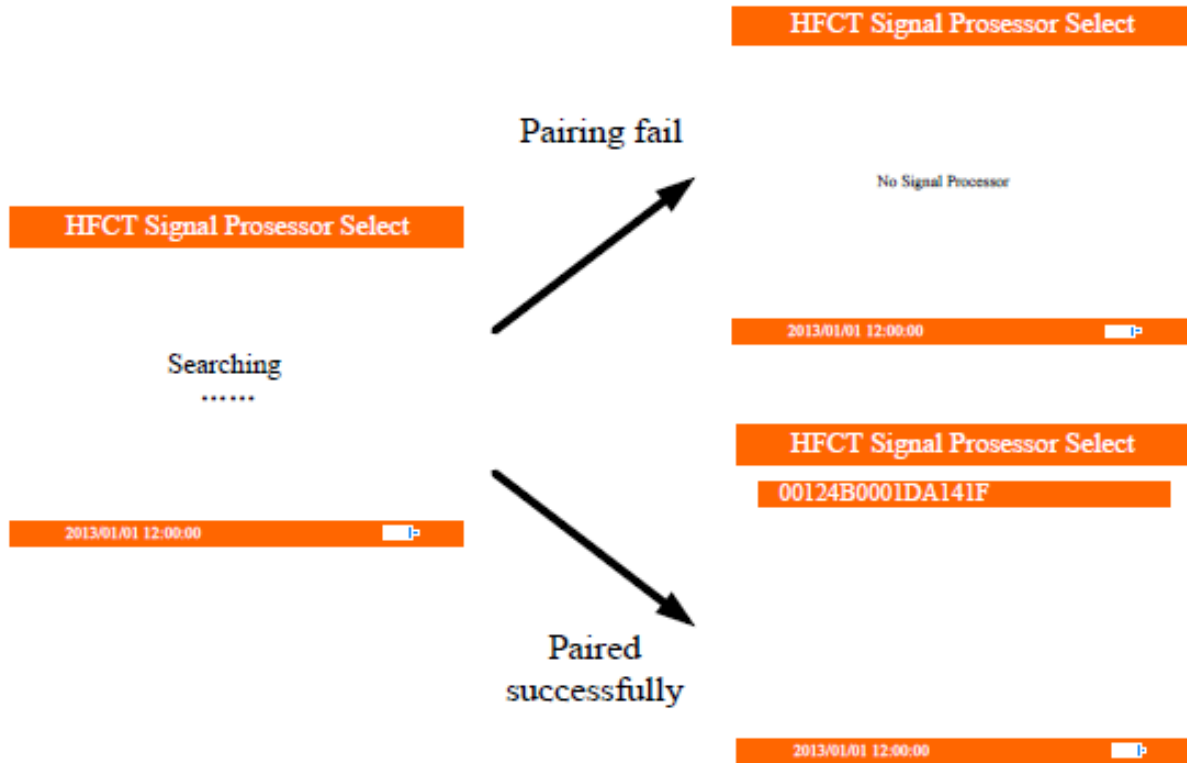 HFCT Signal Prosessor Select
Searching
......
2013/01/01 12:00:00
Pairing fail
HFCT Signal Prosessor Select
No Signal Processor
2013/01/01 12:00:00
Paired
successfully
HFCT Signal Prosessor Select
00124B0001DA141F
2013/01/01 12:00:00